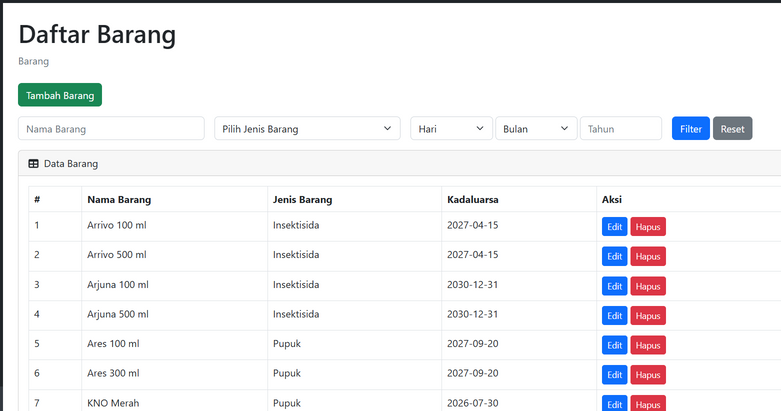 Daftar Barang
Barang
Tambah Barang
Nama Barang Pilih Jenis Barang Hari Bulan Tahun Filter Reset
Data Barang
# Nama Barang Jenis Barang Kadaluarsa Aksi
1 Arrivo 100 ml Insektisida 2027-04-15 Edit Hapus
2 Arrivo 500 ml Insektisida 2027-04-15 Edit Hapus
3 Arjuna 100 ml Insektisida 2030-12-31 Edit Hapus
4 Arjuna 500 ml Insektisida 2030-12-31 Edit Hapus
5 Ares 100 ml Pupuk 2027-09-20 Edit Hapus
6 Ares 300 ml Pupuk 2027-09-20 Edit Hapus
7 KNO Merah Pupuk 2026-07-30 Edit Hapus